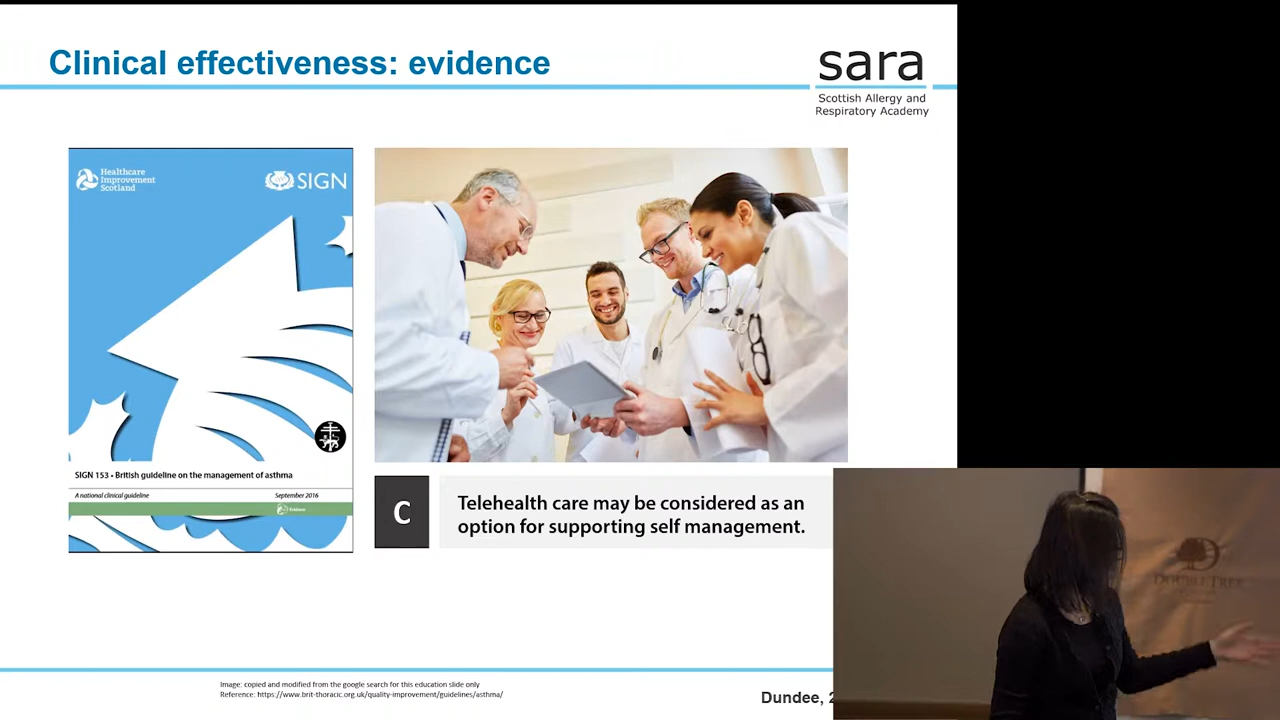 Clinical effectiveness: evidence
sara
Scottish Allergy and
Respiratory Academy
Healthcare
Improvement
Scotland
SIGN
SIGN 153 • British guideline on the management of asthma
A national clinical guideline
September 2016
C
Telehealth care may be considered as an
option for supporting self management.
DOUBLETREE
Image: copied and modified from the google search for this education slide only
Reference: https://www.brit-thoracic.org.uk/quality-improvement/guidelines/asthma/
Dundee, 2